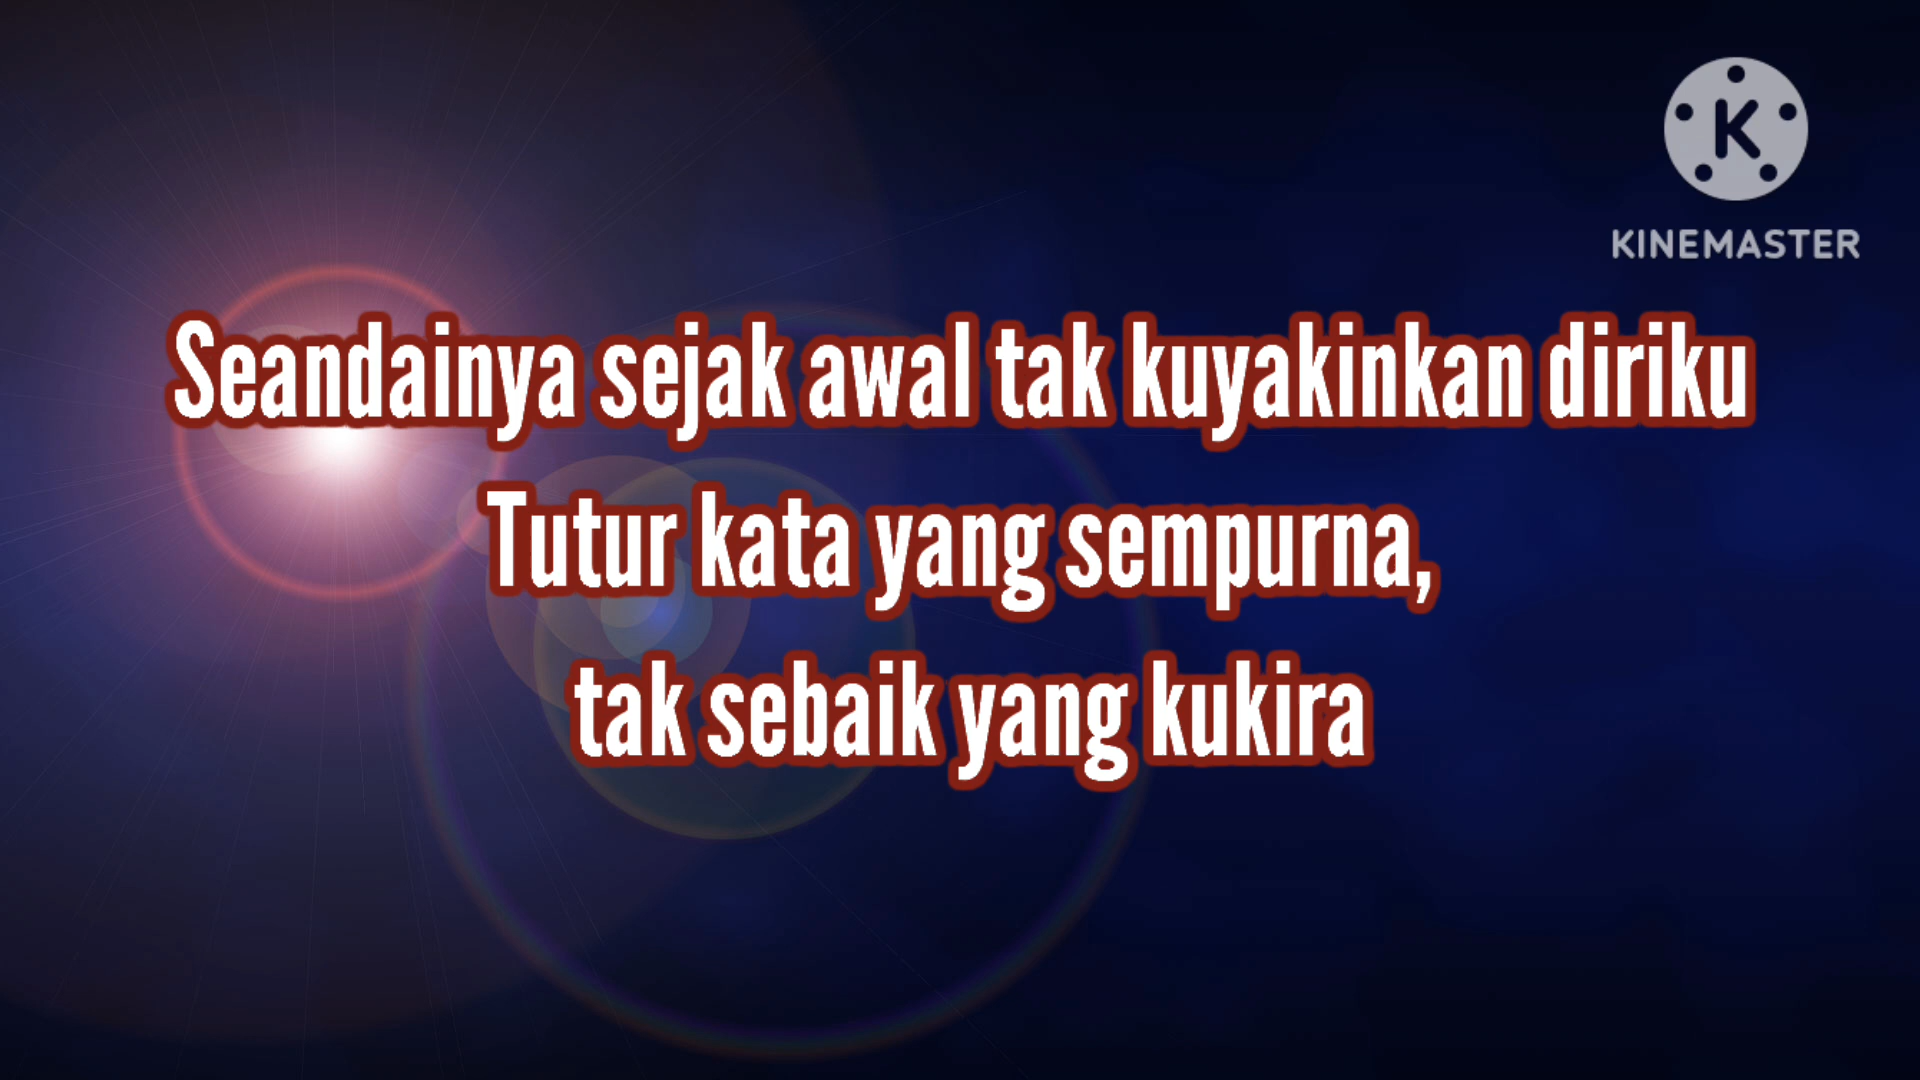 K
KINEMASTER
Seandainya sejak awal tak kuyakinkan diriku
Tutur kata yang sempurna,
tak sebaik yang kukira